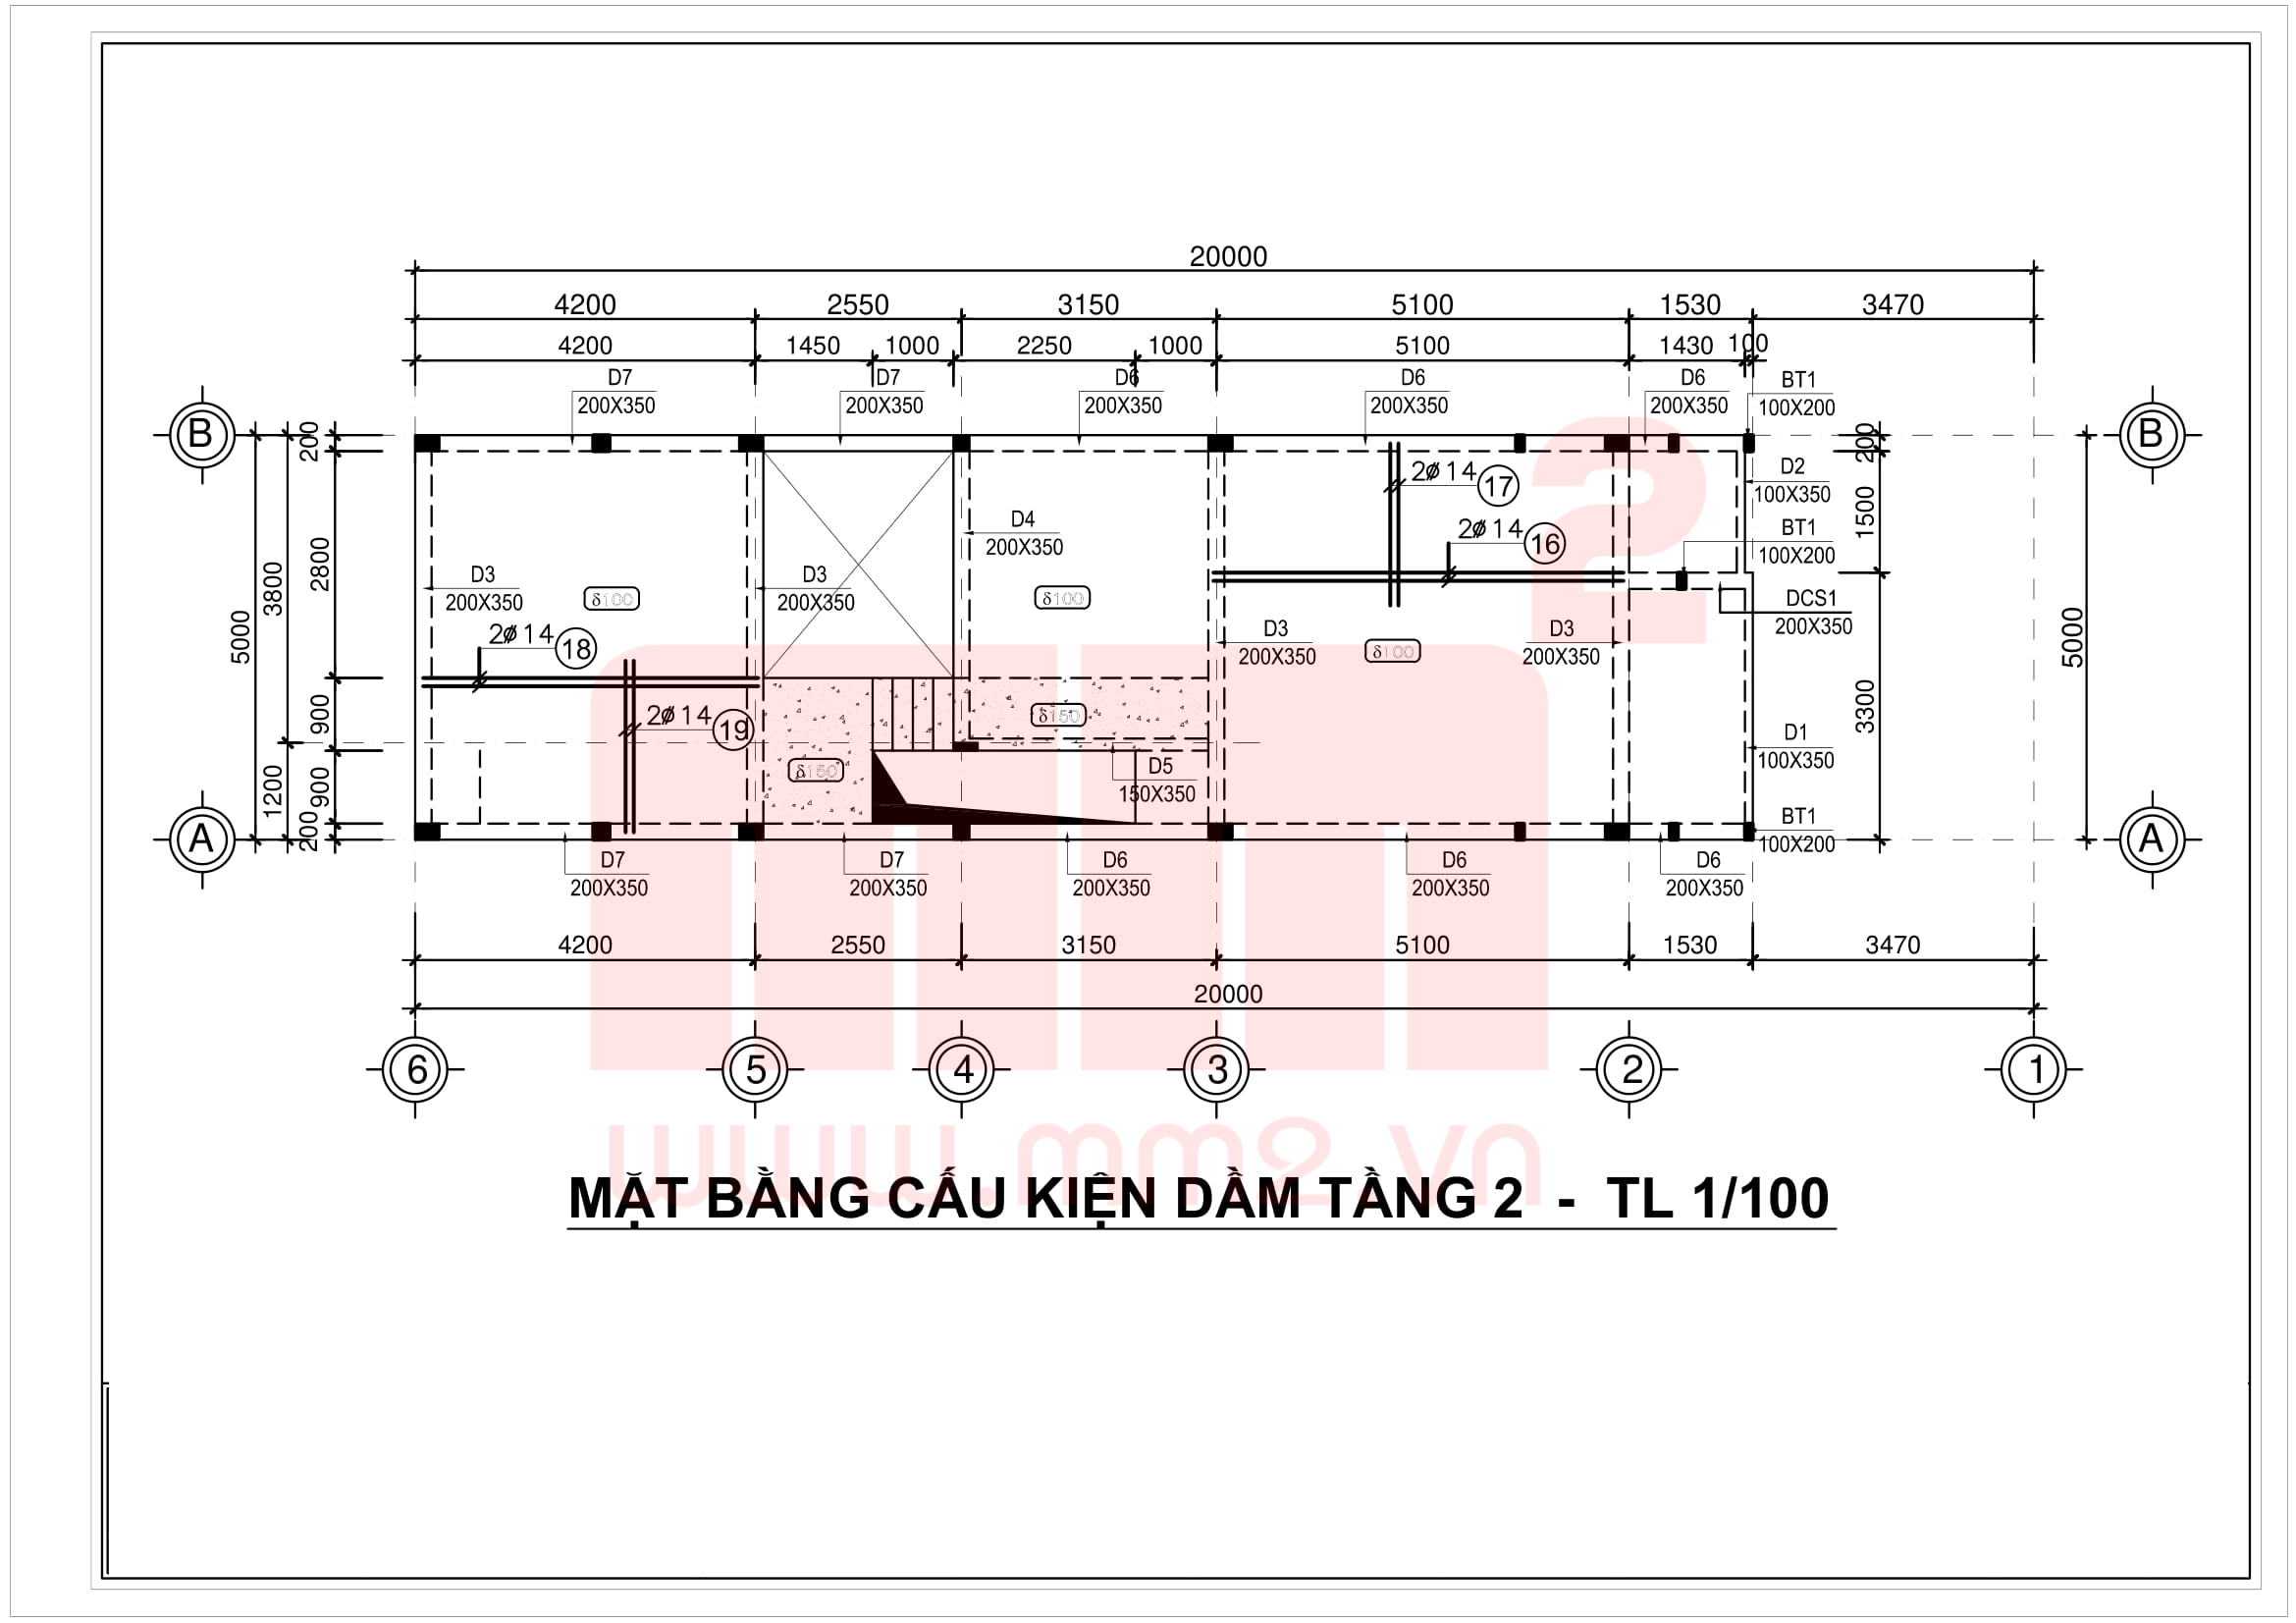 20000
4200 2550 3150 5100 1530 3470
4200 1450 1000 2250 1000 5100 1430 100
D7 D7 D6 D6 D6 BT1
200X350 200X350 200X350 200X350 200X350 100X200
B B
200 200
2ø14 17
D2
100X350
D4
200X350
2ø14 16
BT1
100X200
1500
2800
3800
5000
D3 D3
200X350 200X350
δ100 δ100
DCS1
200X350
5000
D3 D3
200X350 200X350
δ100
2ø14 18
2ø14 19
900
δ150
3300
D1
100X350
δ150
D5
150X350
900
1200
200
BT1
100X200
A A
D7 D7 D6 D6 D6
200X350 200X350 200X350 200X350 200X350
4200 2550 3150 5100 1530 3470
20000
6 5 4 3 2 1
mm2
www.mm2.vn
MẶT BẰNG CẤU KIỆN DẦM TẦNG 2 - TL 1/100